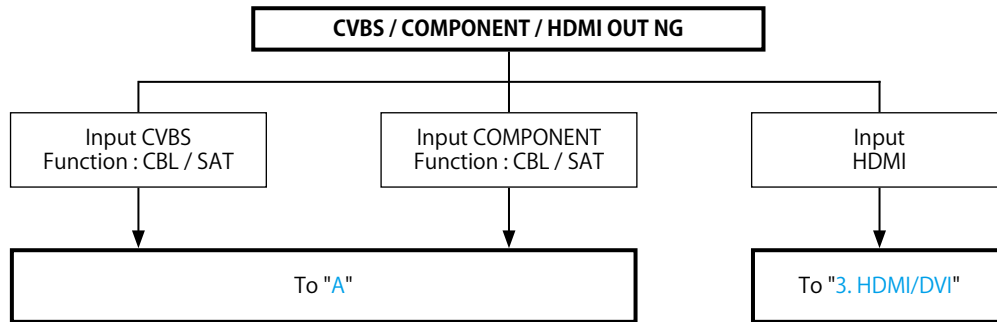 CVBS / COMPONENT / HDMI OUT NG
Input CVBS
Function : CBL / SAT
Input COMPONENT
Function : CBL / SAT
Input
HDMI
To "A"
To "3. HDMI/DVI"